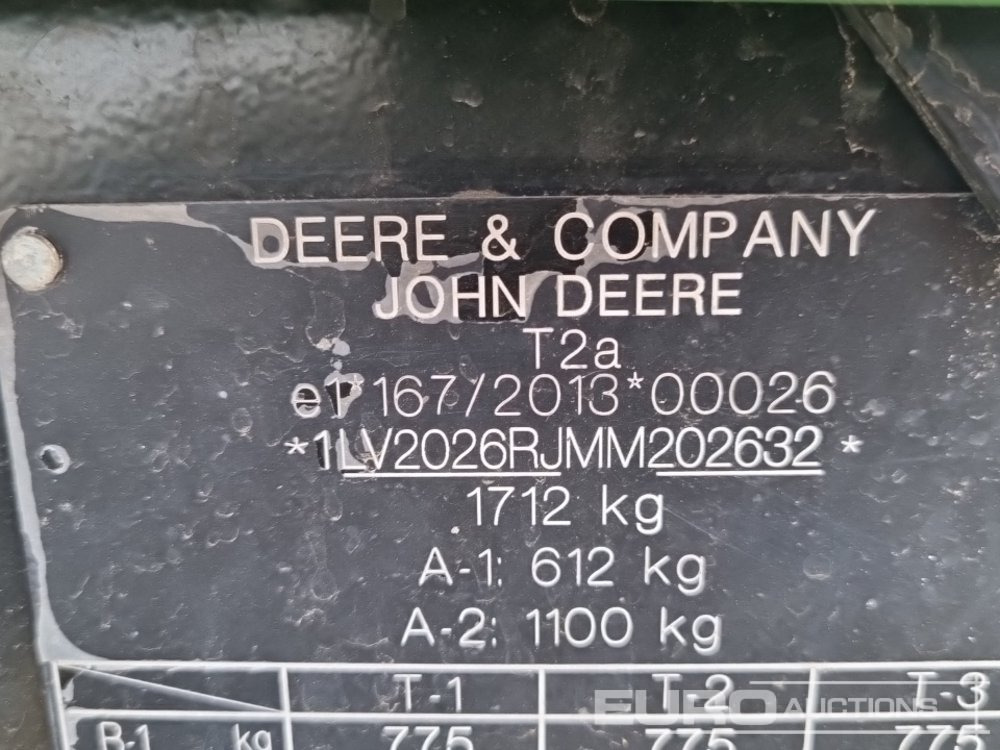 DEERE & COMPANY
JOHN DEERE
T2a
e1*167/2013*00026
*1LV2026RJMM202632*
1712 kg
A-1: 612 kg
A-2: 1100 kg
T-1 T-2 T-3
B-1 kg 775 775 775
EURO AUCTIONS